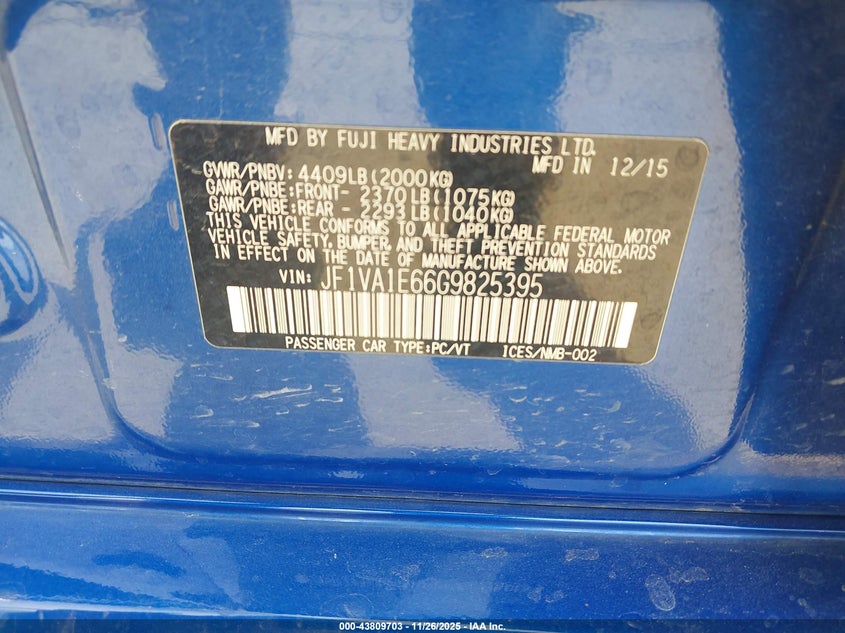 MFD BY FUJI HEAVY INDUSTRIES LTD.
MFD IN 12/15
GVWR/PNBV: 4409LB(2000KG)
GAWR/PNBE:FRONT- 2370LB(1075KG)
GAWR/PNBE:REAR - 2293LB(1040KG)
THIS VEHICLE CONFORMS TO ALL APPLICABLE FEDERAL MOTOR
VEHICLE SAFETY, BUMPER, AND THEFT PREVENTION STANDARDS
IN EFFECT ON THE DATE OF MANUFACTURE SHOWN ABOVE.
VIN: JF1VA1E66G9825395
PASSENGER CAR TYPE:PC/VT ICES/NMB-002
000-43809703 - 11/26/2025 - IAA Inc.